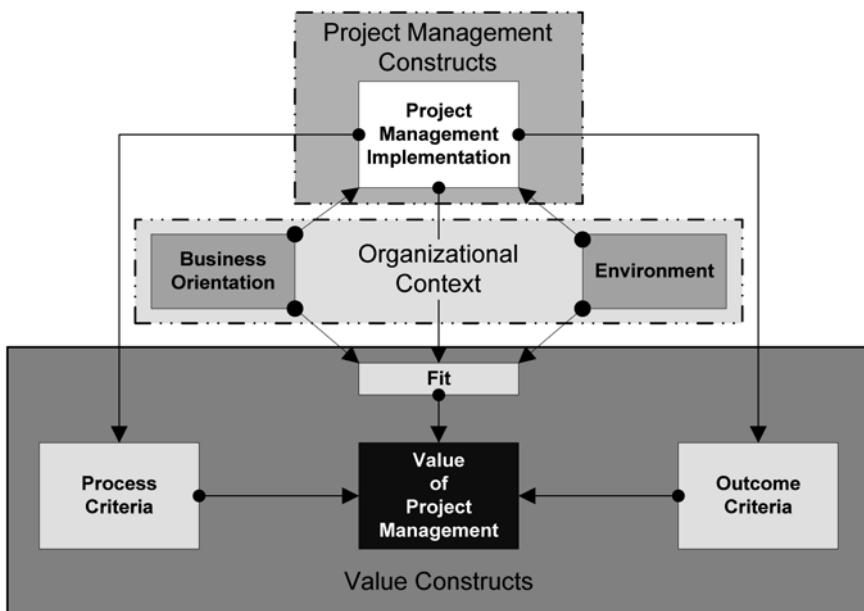 Project Management
Constructs
Project
Management
Implementation
Business
Orientation
Organizational
Context
Environment
Fit
Process
Criteria
Value
of
Project
Management
Outcome
Criteria
Value Constructs